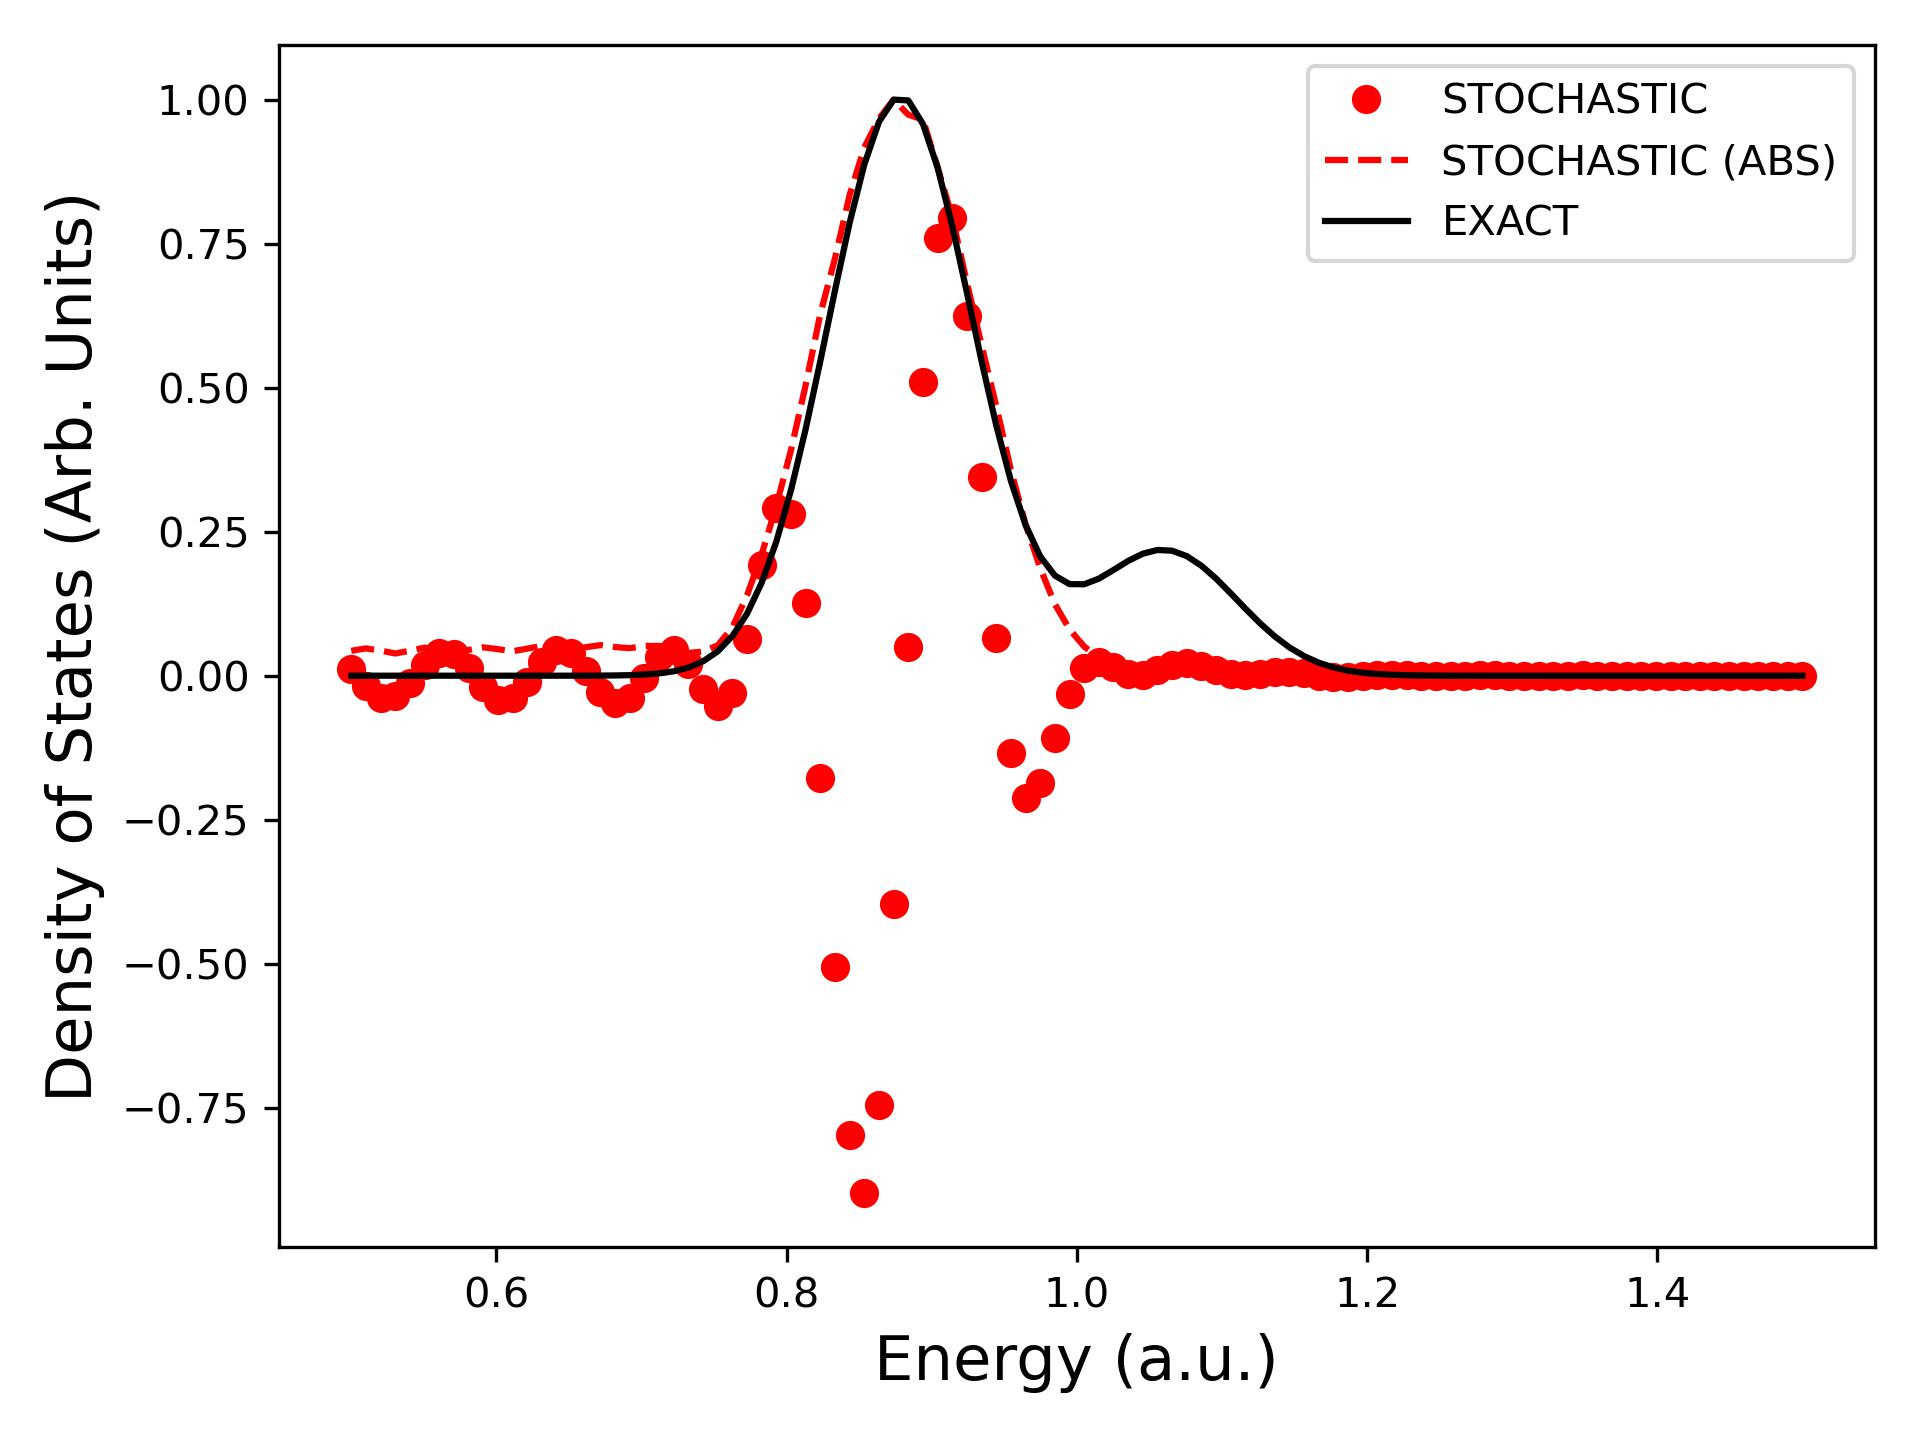 Density of States (Arb. Units)
1.00
0.75
0.50
0.25
0.00
−0.25
−0.50
−0.75
STOCHASTIC
STOCHASTIC (ABS)
EXACT
0.6 0.8 1.0 1.2 1.4
Energy (a.u.)